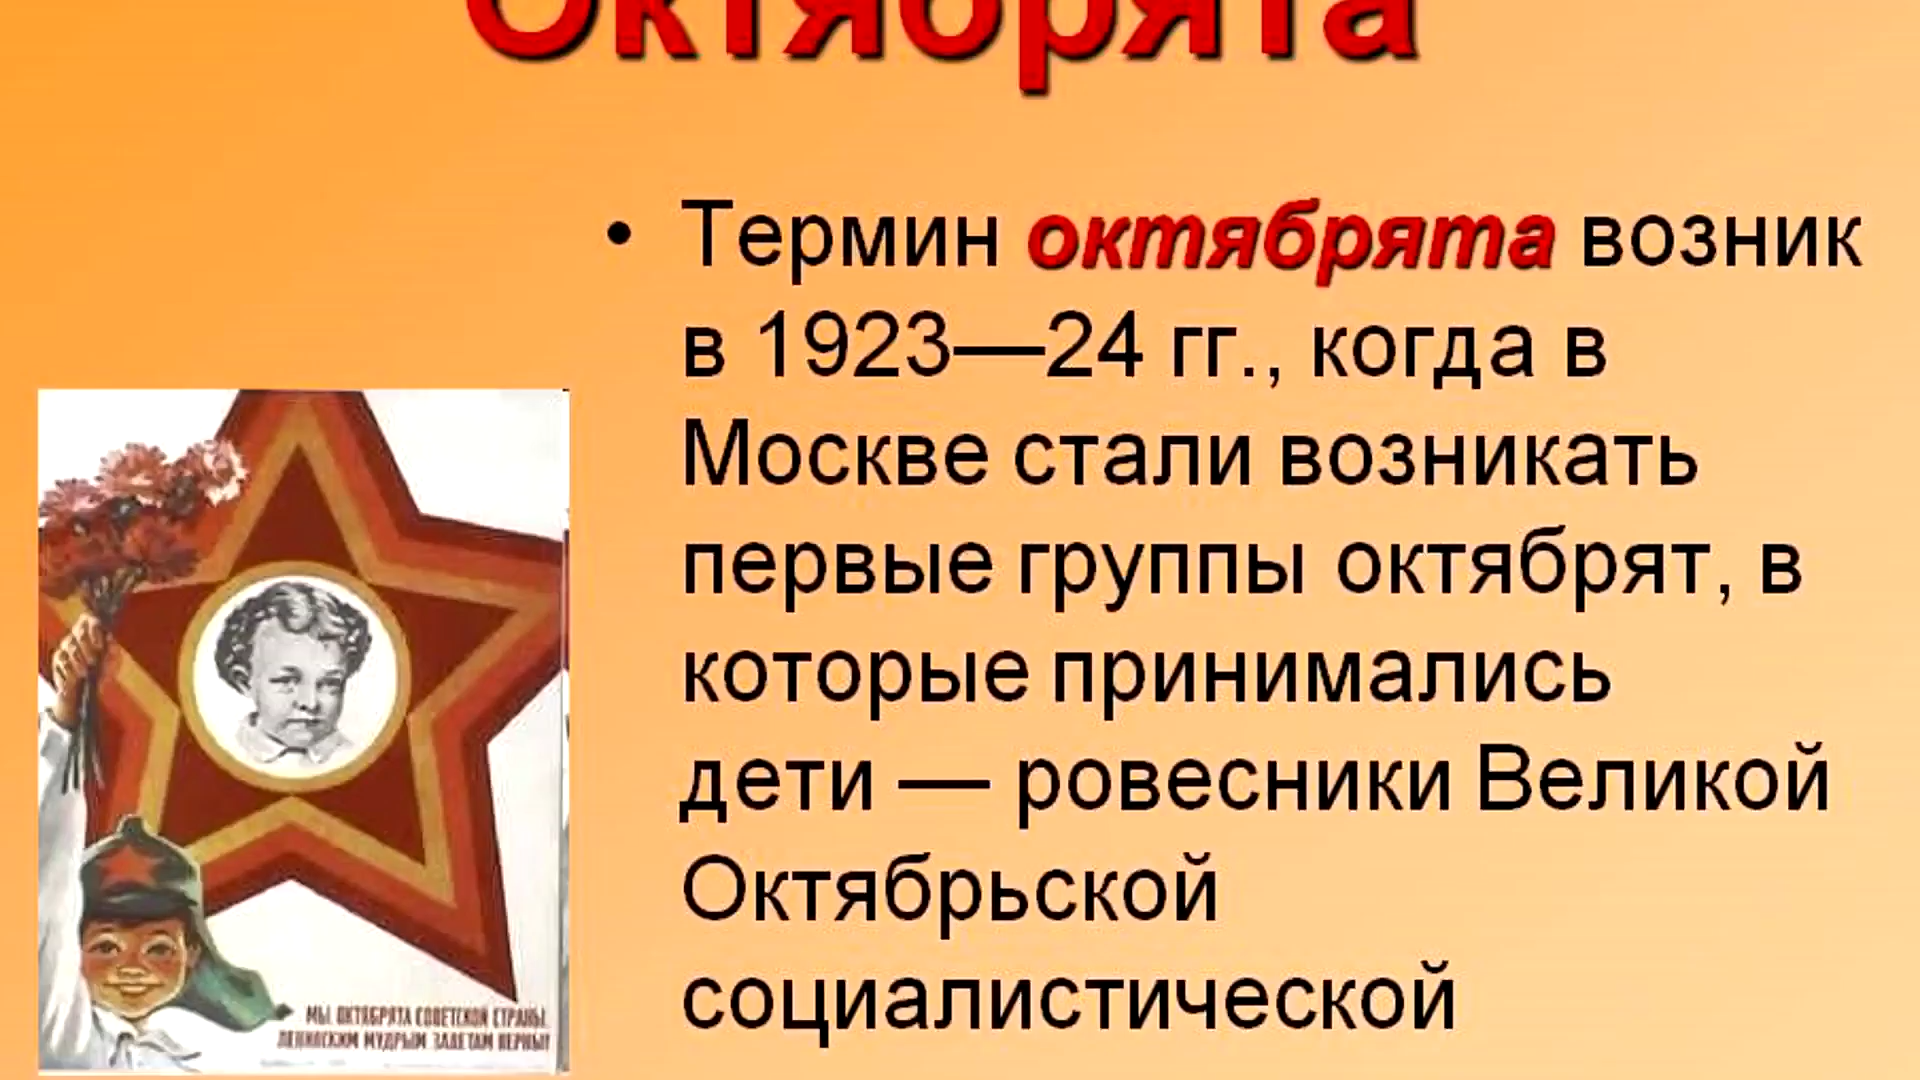 Октябрята
• Термин октябрята возник
в 1923—24 гг., когда в
Москве стали возникать
первые группы октябрят, в
которые принимались
дети — ровесники Великой
Октябрьской
социалистической
МЫ ОКТЯБРЯТА СОВЕТСКОЙ СТРАНЫ.
ЛЕНИНСКИМ МУДРЫМ ЗАВЕТАМ ВЕРНЫ!